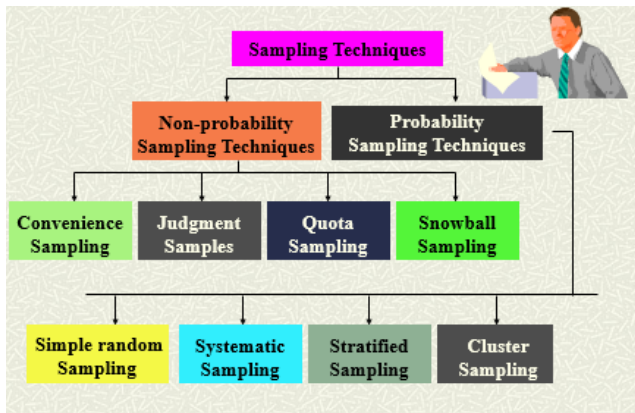 Sampling Techniques
Non-probability
Sampling Techniques
Probability
Sampling Techniques
Convenience
Sampling
Judgment
Samples
Quota
Sampling
Snowball
Sampling
Simple random
Sampling
Systematic
Sampling
Stratified
Sampling
Cluster
Sampling